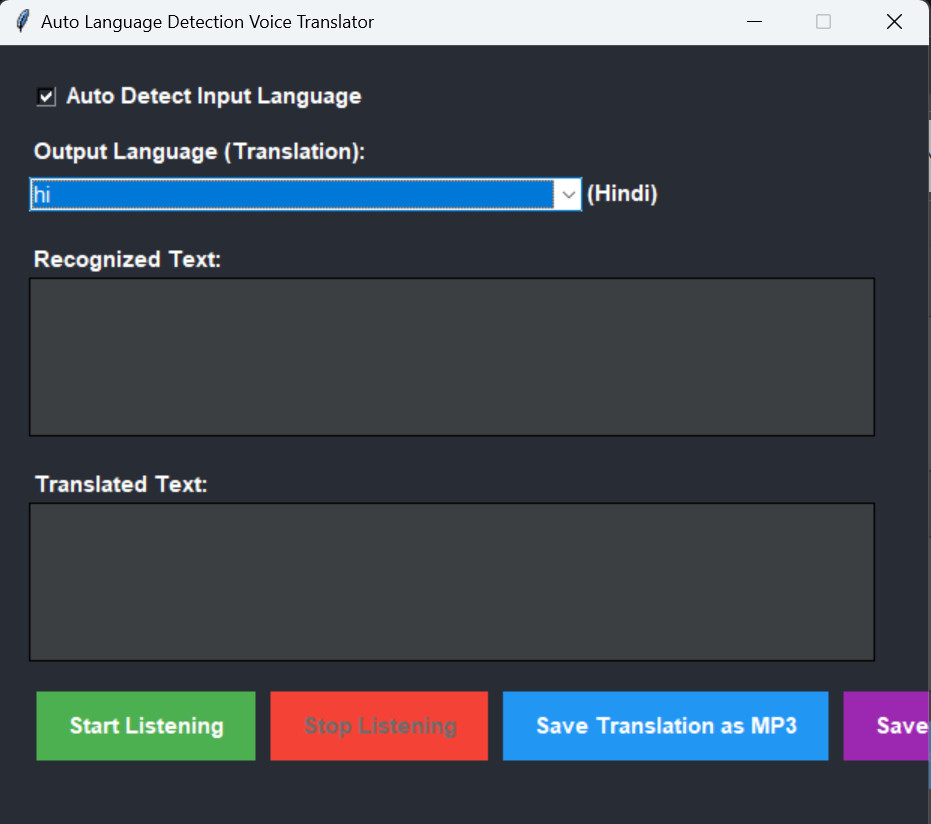 Auto Language Detection Voice Translator
Auto Detect Input Language
Output Language (Translation):
hi (Hindi)
Recognized Text:
Translated Text:
Start Listening Stop Listening Save Translation as MP3 Save